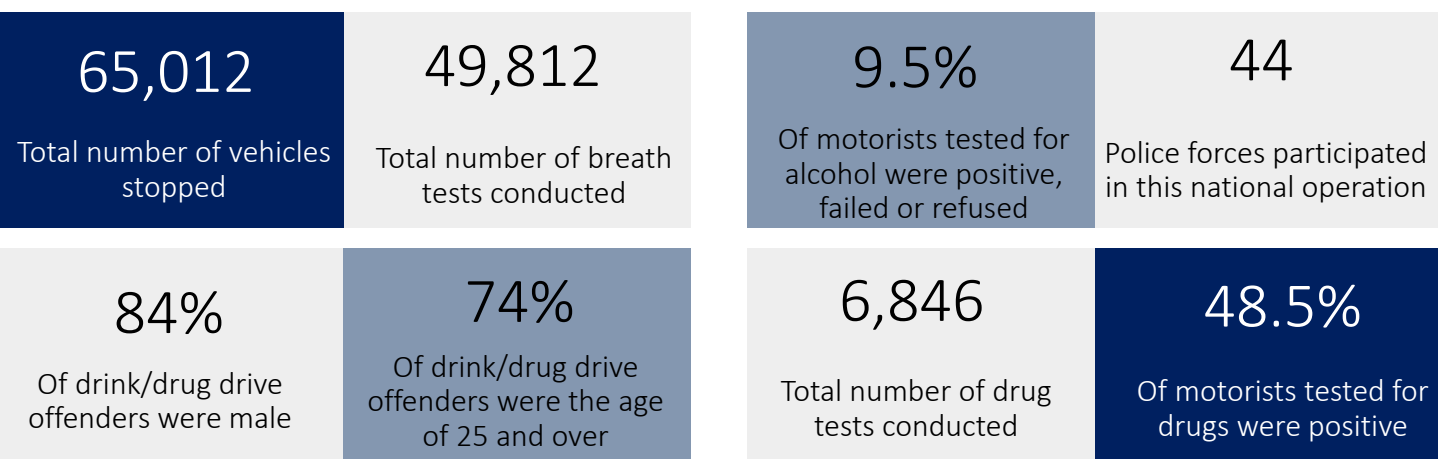 65,012
Total number of vehicles
stopped
49,812
Total number of breath
tests conducted
9.5%
Of motorists tested for
alcohol were positive,
failed or refused
44
Police forces participated
in this national operation
84%
Of drink/drug drive
offenders were male
74%
Of drink/drug drive
offenders were the age
of 25 and over
6,846
Total number of drug
tests conducted
48.5%
Of motorists tested for
drugs were positive